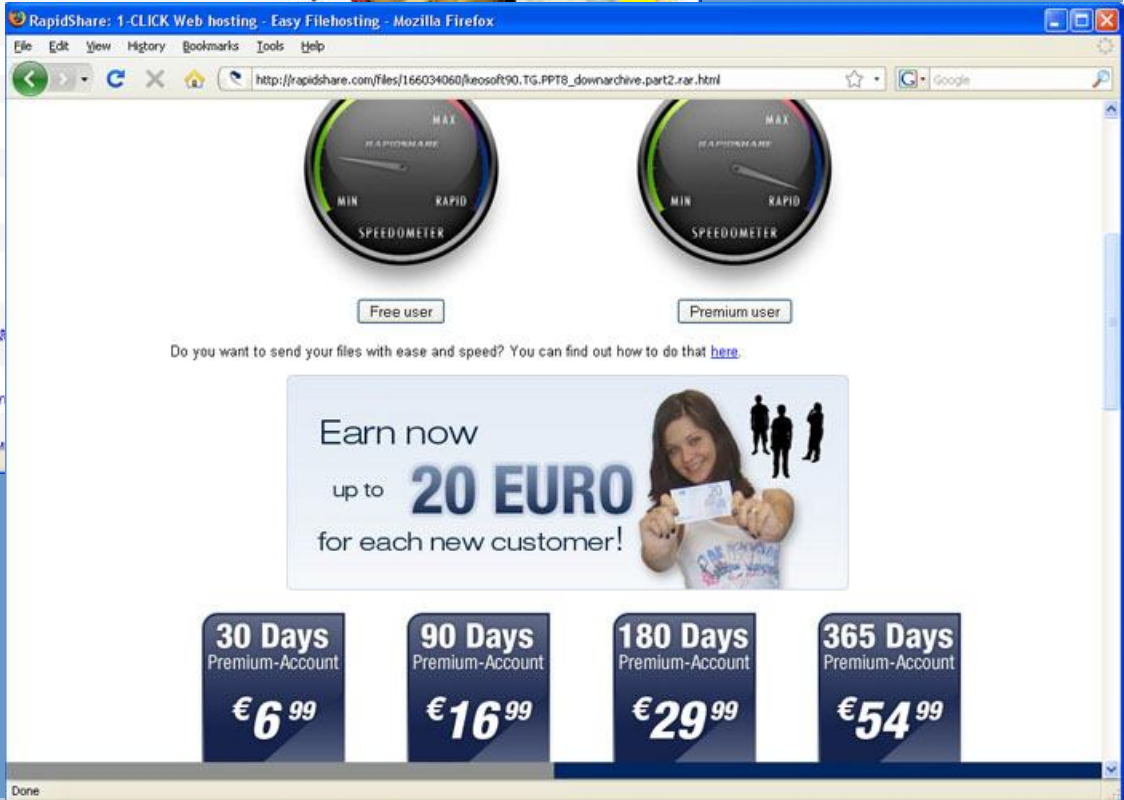 RapidShare: 1-CLICK Web hosting - Easy Filehosting - Mozilla Firefox
File Edit View History Bookmarks Tools Help
http://rapidshare.com/files/166034060/keosoft90.TG.PPT8_downarchive.part2.rar.html
Google
MAX MAX
RAPIDSHARE RAPIDSHARE
MIN RAPID MIN RAPID
SPEEDOMETER SPEEDOMETER
Free user Premium user
Do you want to send your files with ease and speed? You can find out how to do that here.
Earn now
up to 20 EURO
for each new customer!
20
30 Days 90 Days 180 Days 365 Days
Premium-Account Premium-Account Premium-Account Premium-Account
€6 99 €16 99 €29 99 €54 99
Done